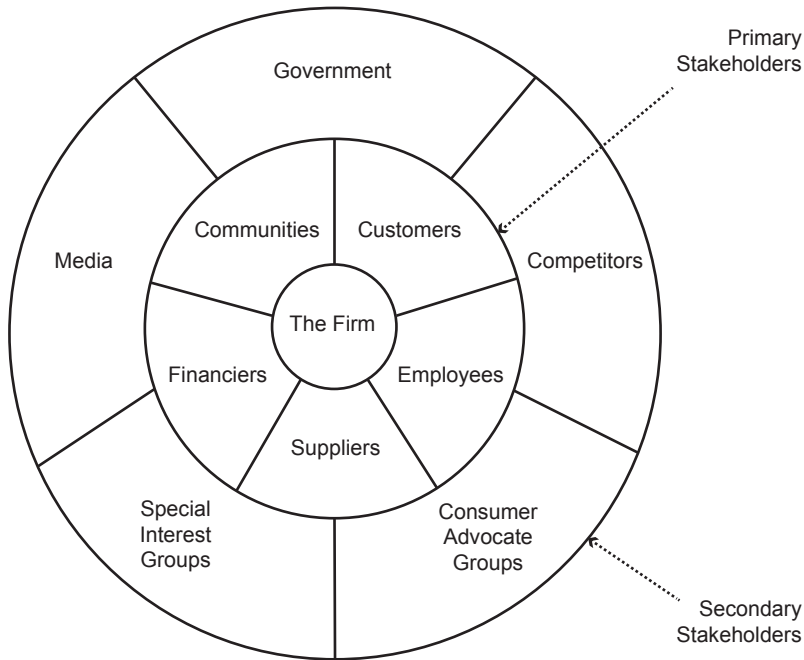 Primary
Stakeholders
Government
Communities
Customers
Media
Competitors
The Firm
Financiers
Employees
Suppliers
Special
Interest
Groups
Consumer
Advocate
Groups
Secondary
Stakeholders